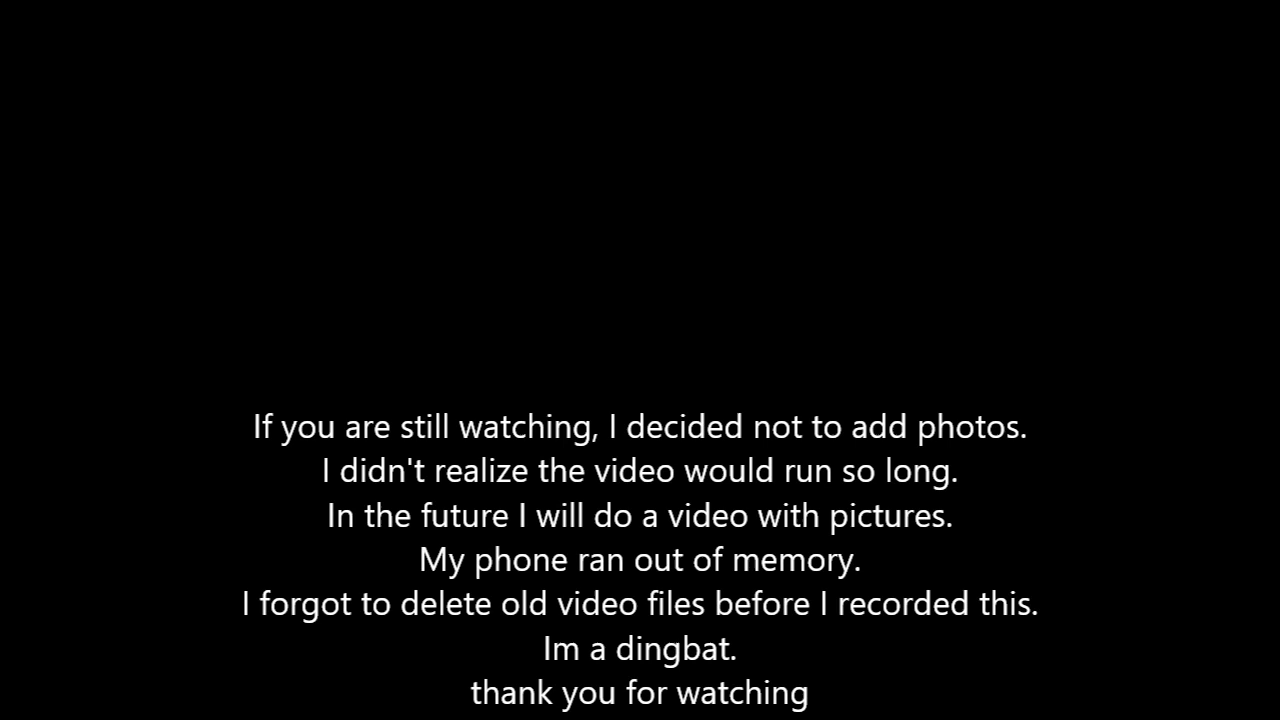 If you are still watching, I decided not to add photos.
I didn't realize the video would run so long.
In the future I will do a video with pictures.
My phone ran out of memory.
I forgot to delete old video files before I recorded this.
Im a dingbat.
thank you for watching